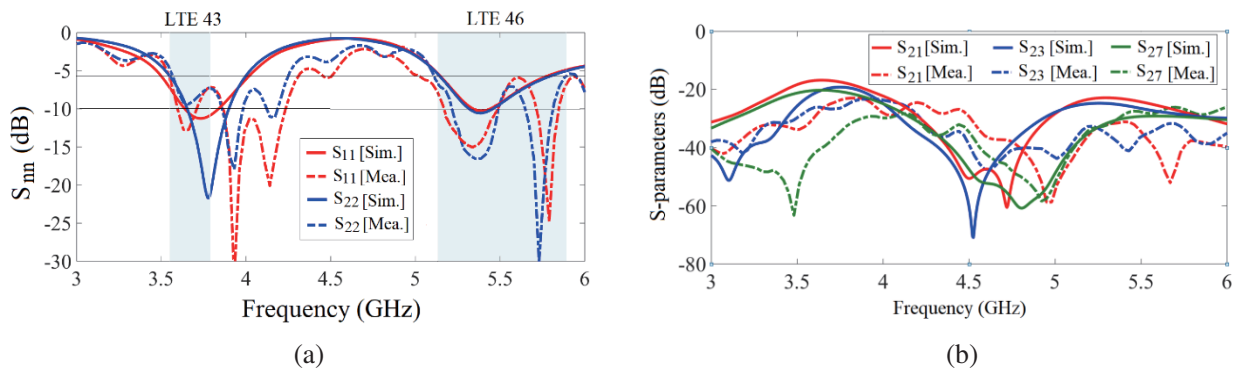 LTE 43
LTE 46
0
-5
-10
-15
-20
-25
-30
S_nn (dB)
S11 [Sim.]
S11 [Mea.]
S22 [Sim.]
S22 [Mea.]
3 3.5 4 4.5 5 5.5 6
Frequency (GHz)
(a)
0
-20
-40
-60
-80
S-parameters (dB)
S21 [Sim.] S23 [Sim.] S27 [Sim.]
S21 [Mea.] S23 [Mea.] S27 [Mea.]
3 3.5 4 4.5 5 5.5 6
Frequency (GHz)
(b)